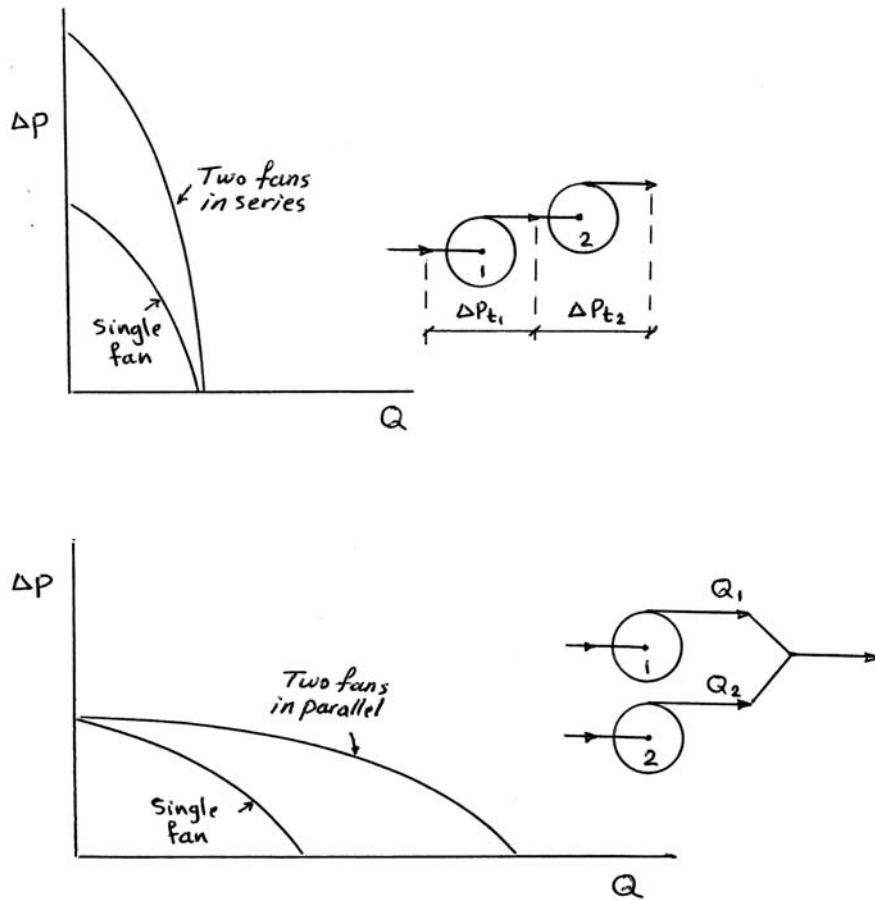 ΔP
Two fans
in series
Single
fan
Q
1
2
ΔPt1
ΔPt2
ΔP
Two fans
in parallel
Single
fan
Q
Q1
1
Q2
2